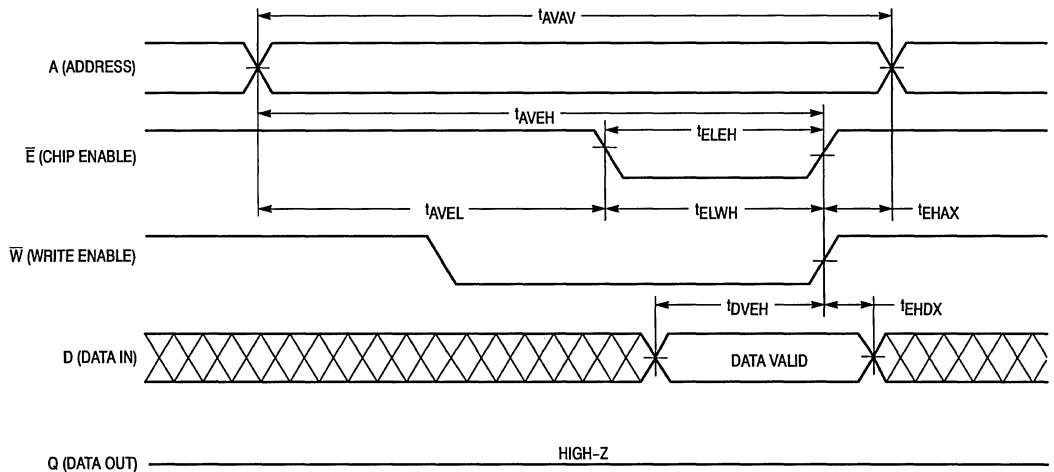 tAVAV
A (ADDRESS)
tAVEH
tELEH
E̅ (CHIP ENABLE)
tAVEL
tELWH
tEHAX
W̅ (WRITE ENABLE)
tDVEH
tEHDX
D (DATA IN)
DATA VALID
HIGH–Z
Q (DATA OUT)